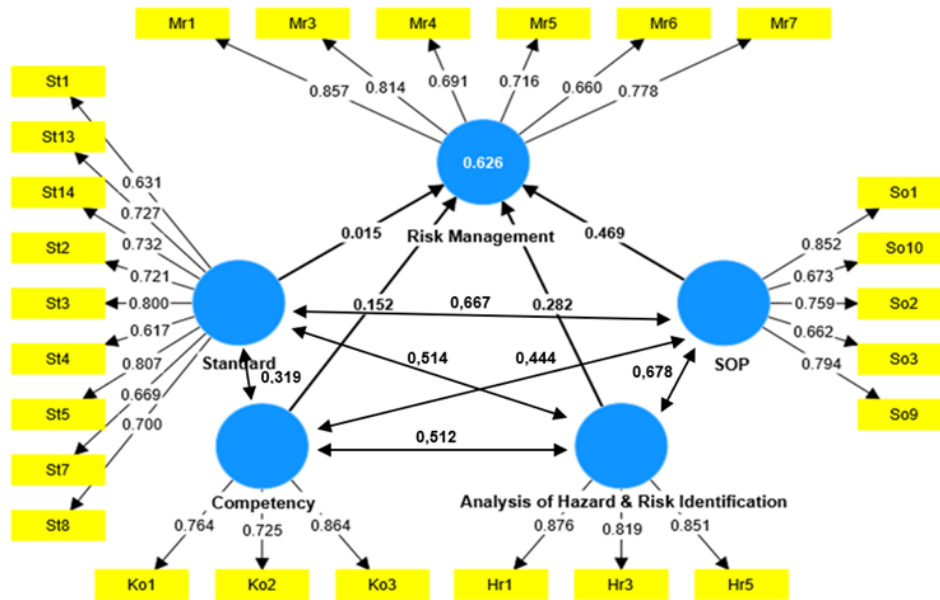 Mr1 Mr3 Mr4 Mr5 Mr6 Mr7
0.857 0.814 0.691 0.716 0.660 0.778
0.626
Risk Management
St1
St13
St14
St2
St3
St4
St5
St7
St8
0.631
0.727
0.732
0.721
0.800
0.617
0.807
0.669
0.700
Standard
0.015
0.469
0.152
0,667
0.282
0.319
0,514
0,444
0,678
0,512
SOP
0.852
0.673
0.759
0.662
0.794
So1
So10
So2
So3
So9
Competency
0.764 0.725 0.864
Ko1 Ko2 Ko3
Analysis of Hazard & Risk Identification
0.876 0.819 0.851
Hr1 Hr3 Hr5